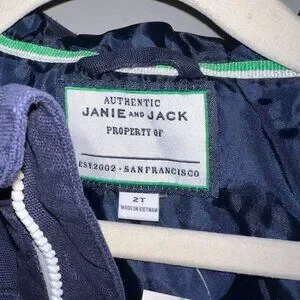 AUTHENTIC
JANIE AND JACK
PROPERTY OF
EST. 2002 • SAN FRANCISCO
2T
MADE IN VIETNAM